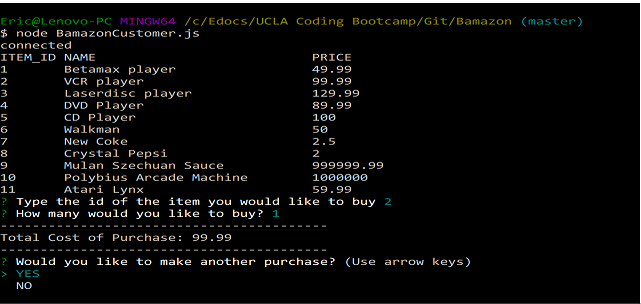 Eric@Lenovo-PC MINGW64 /c/Edocs/UCLA Coding Bootcamp/Git/Bamazon (master)
$ node BamazonCustomer.js
connected
ITEM_ID NAME PRICE
1 Betamax player 49.99
2 VCR player 99.99
3 Laserdisc player 129.99
4 DVD Player 89.99
5 CD Player 100
6 Walkman 50
7 New Coke 2.5
8 Crystal Pepsi 2
9 Mulan Szechuan Sauce 999999.99
10 Polybius Arcade Machine 1000000
11 Atari Lynx 59.99
? Type the id of the item you would like to buy 2
? How many would you like to buy? 1
-----------------------------------------
Total Cost of Purchase: 99.99
-----------------------------------------
? Would you like to make another purchase? (Use arrow keys)
> YES
NO